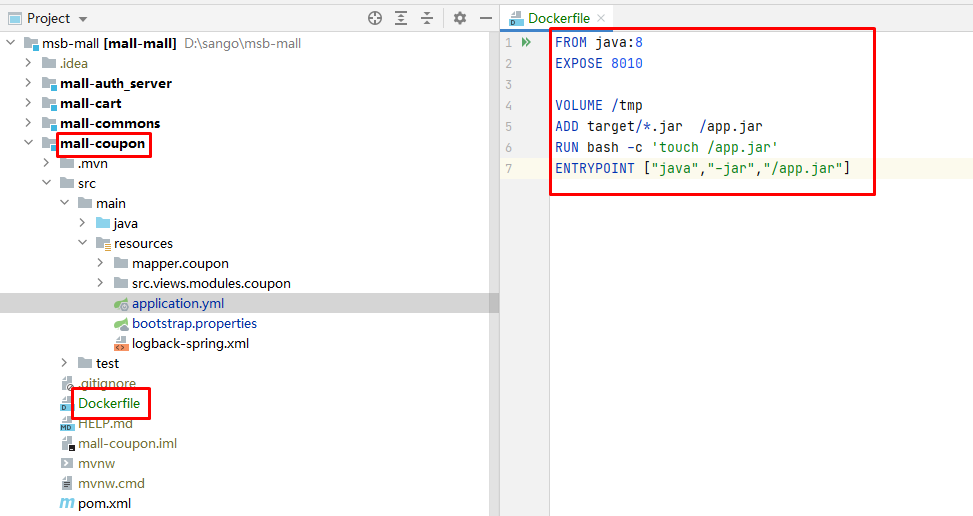 Project
msb-mall [mall-mall] D:\sango\msb-mall
.idea
mall-auth_server
mall-cart
mall-commons
mall-coupon
.mvn
src
main
java
resources
mapper.coupon
src.views.modules.coupon
application.yml
bootstrap.properties
logback-spring.xml
test
.gitignore
Dockerfile
HELP.md
mall-coupon.iml
mvnw
mvnw.cmd
pom.xml
Dockerfile
1 FROM java:8
2 EXPOSE 8010
3
4 VOLUME /tmp
5 ADD target/*.jar  /app.jar
6 RUN bash -c 'touch /app.jar'
7 ENTRYPOINT ["java","-jar","/app.jar"]